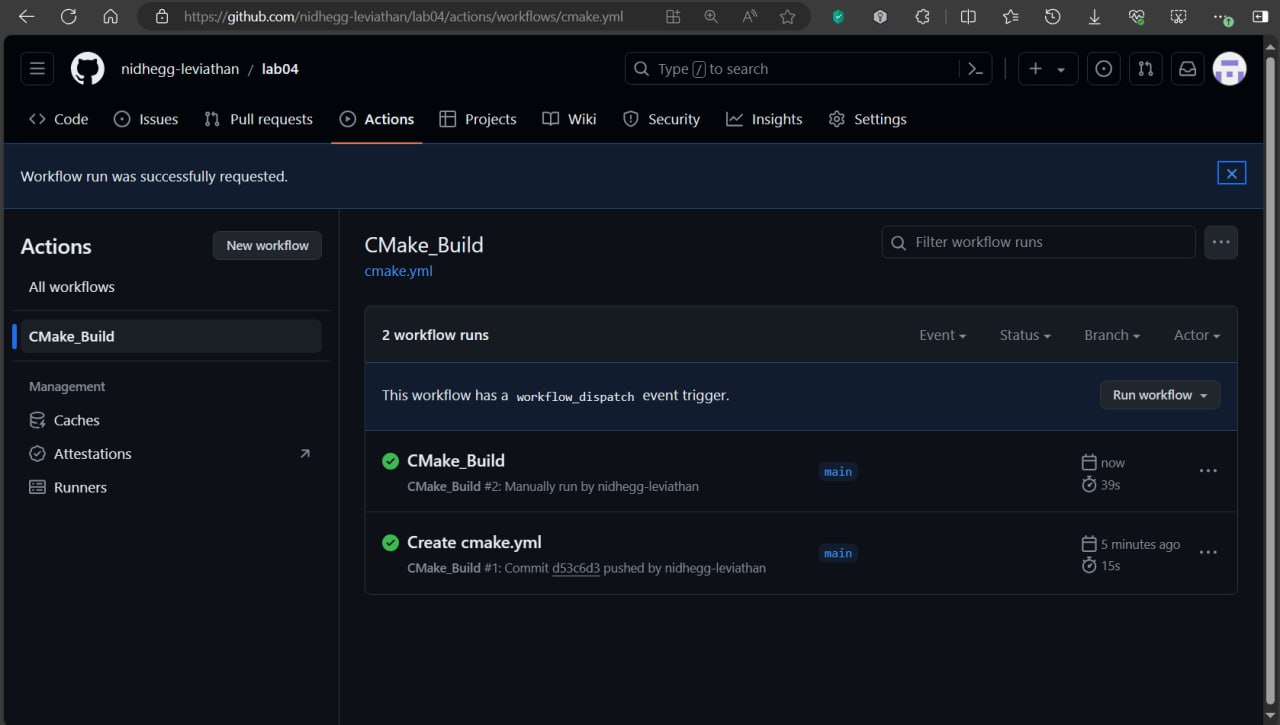 https://github.com/nidhegg-leviathan/lab04/actions/workflows/cmake.yml
nidhegg-leviathan / lab04
Type / to search
Code Issues Pull requests Actions Projects Wiki Security Insights Settings
Workflow run was successfully requested.
Actions
New workflow
All workflows
CMake_Build
Management
Caches
Attestations
Runners
CMake_Build
cmake.yml
Filter workflow runs
2 workflow runs
Event Status Branch Actor
This workflow has a workflow_dispatch event trigger.
Run workflow
CMake_Build
CMake_Build #2: Manually run by nidhegg-leviathan
main
now
39s
Create cmake.yml
CMake_Build #1: Commit d53c6d3 pushed by nidhegg-leviathan
main
5 minutes ago
15s